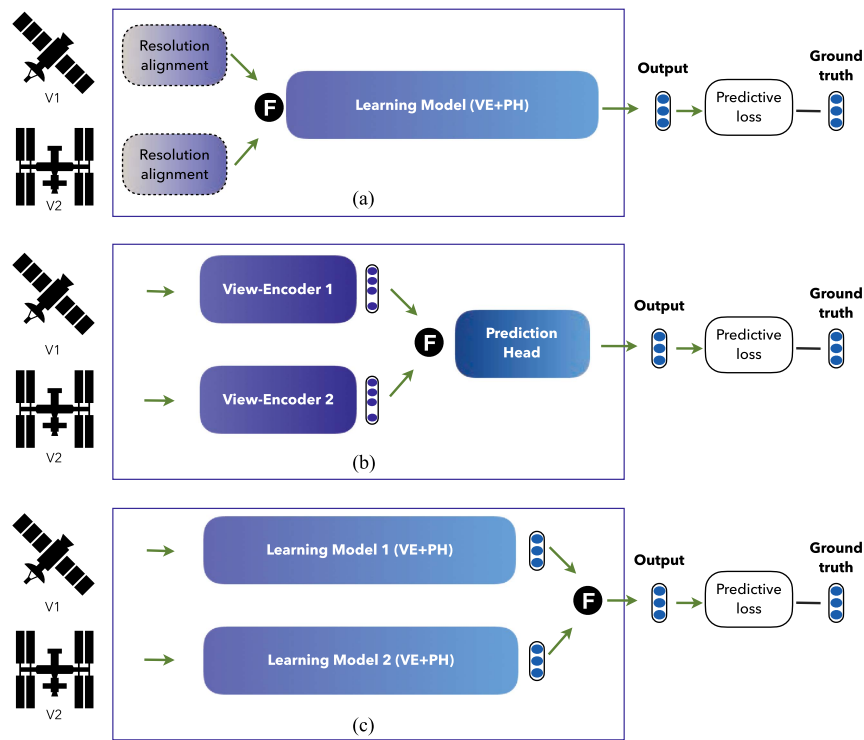 V1
V2
Resolution
alignment
Resolution
alignment
F
Learning Model (VE+PH)
Output
Predictive
loss
Ground
truth
(a)
V1
V2
View-Encoder 1
View-Encoder 2
F
Prediction
Head
Output
Predictive
loss
Ground
truth
(b)
V1
V2
Learning Model 1 (VE+PH)
Learning Model 2 (VE+PH)
F
Output
Predictive
loss
Ground
truth
(c)